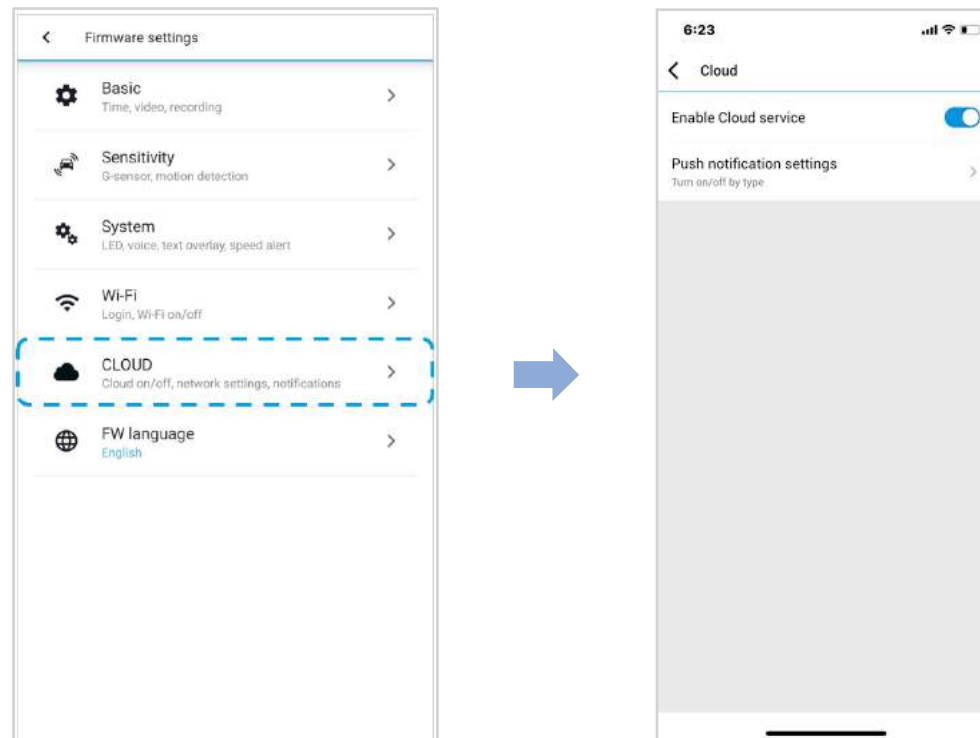 Firmware settings
Basic
Time, video, recording
Sensitivity
G-sensor, motion detection
System
LED, voice, text overlay, speed alert
Wi-Fi
Login, Wi-Fi on/off
CLOUD
Cloud on/off, network settings, notifications
FW language
English
6:23
Cloud
Enable Cloud service
Push notification settings
Turn on/off by type